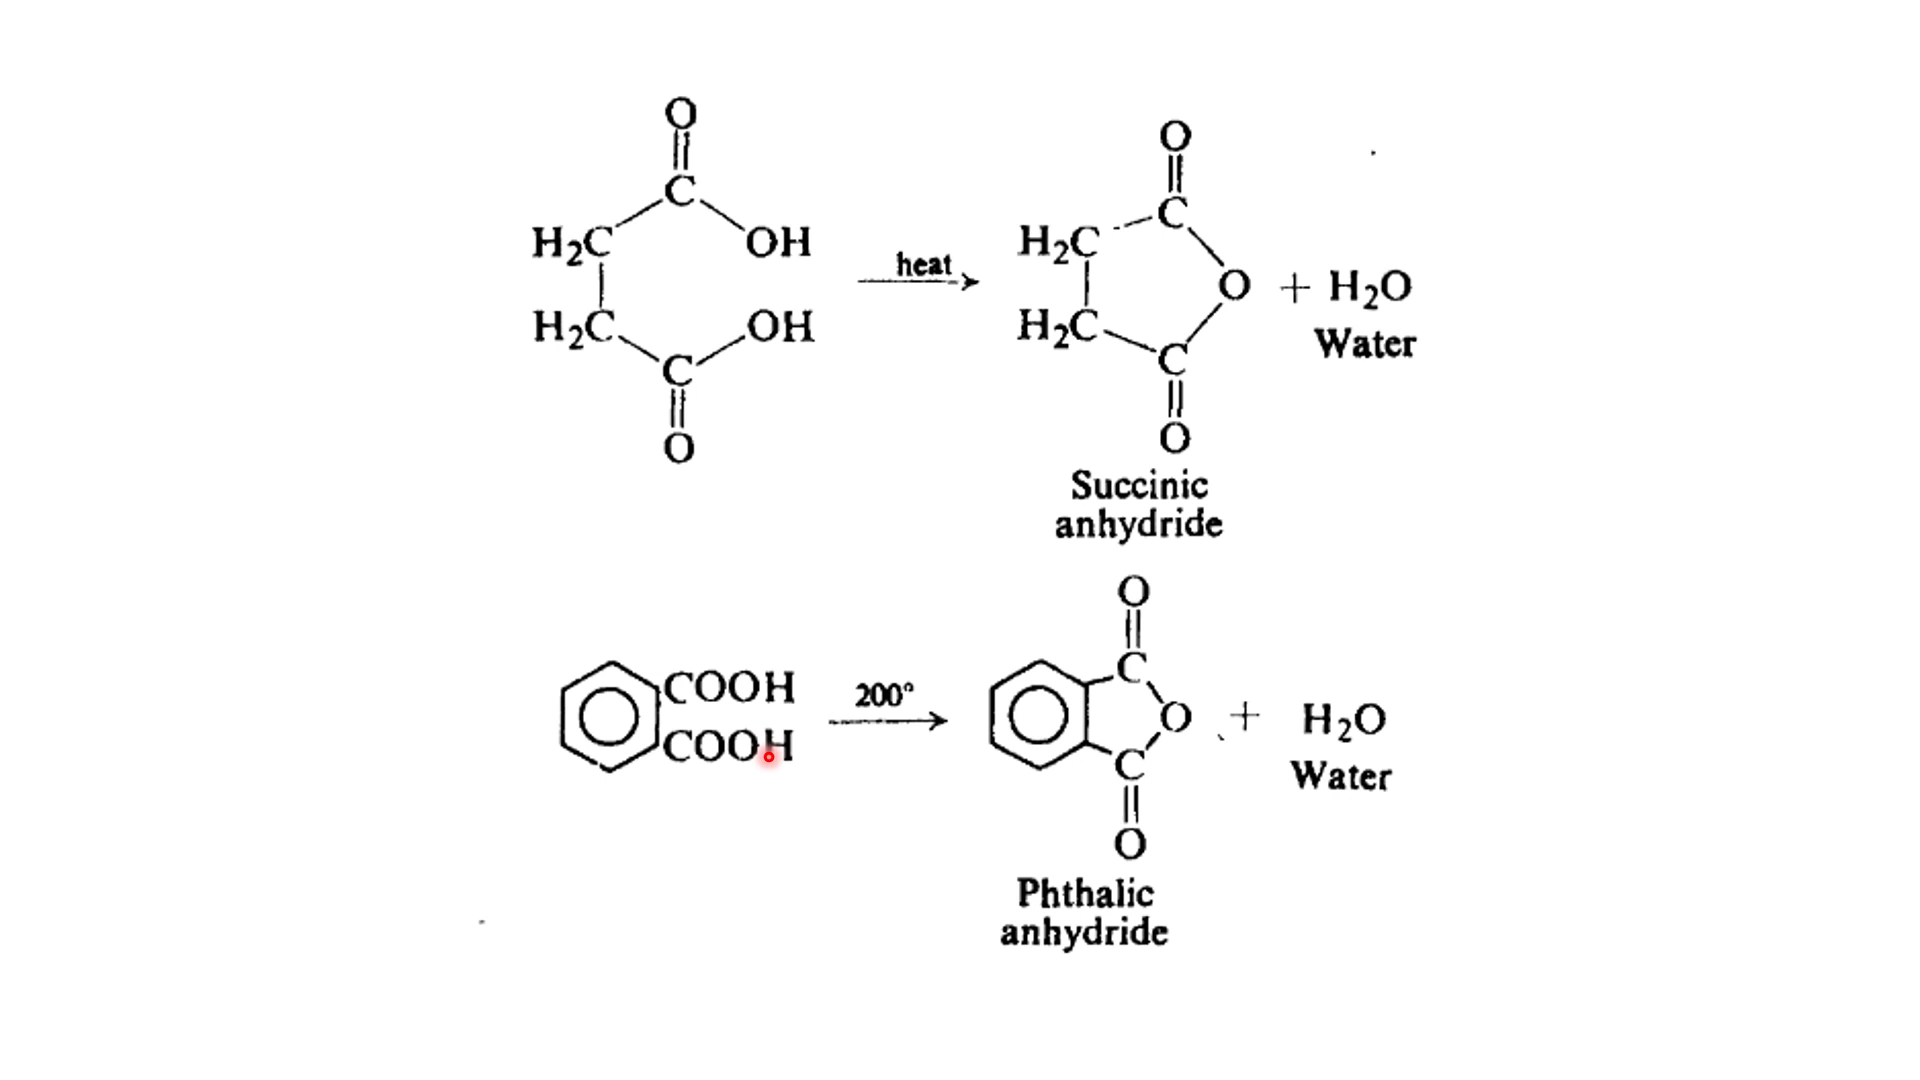 O
O
C
C
H₂C
OH
H₂C
heat
O
+ H₂O
H₂C
OH
H₂C
Water
C
C
O
O
Succinic
anhydride
O
C
COOH
200°
O
+ H₂O
COOH
C
Water
O
Phthalic
anhydride